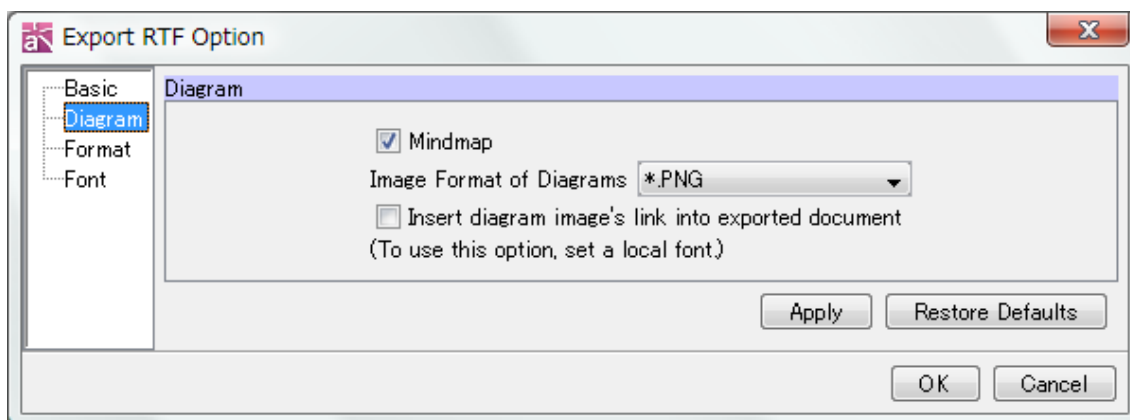 Export RTF Option
Basic
Diagram
Format
Font
Diagram
Mindmap
Image Format of Diagrams *.PNG
Insert diagram image's link into exported document
(To use this option, set a local font.)
Apply Restore Defaults
OK Cancel